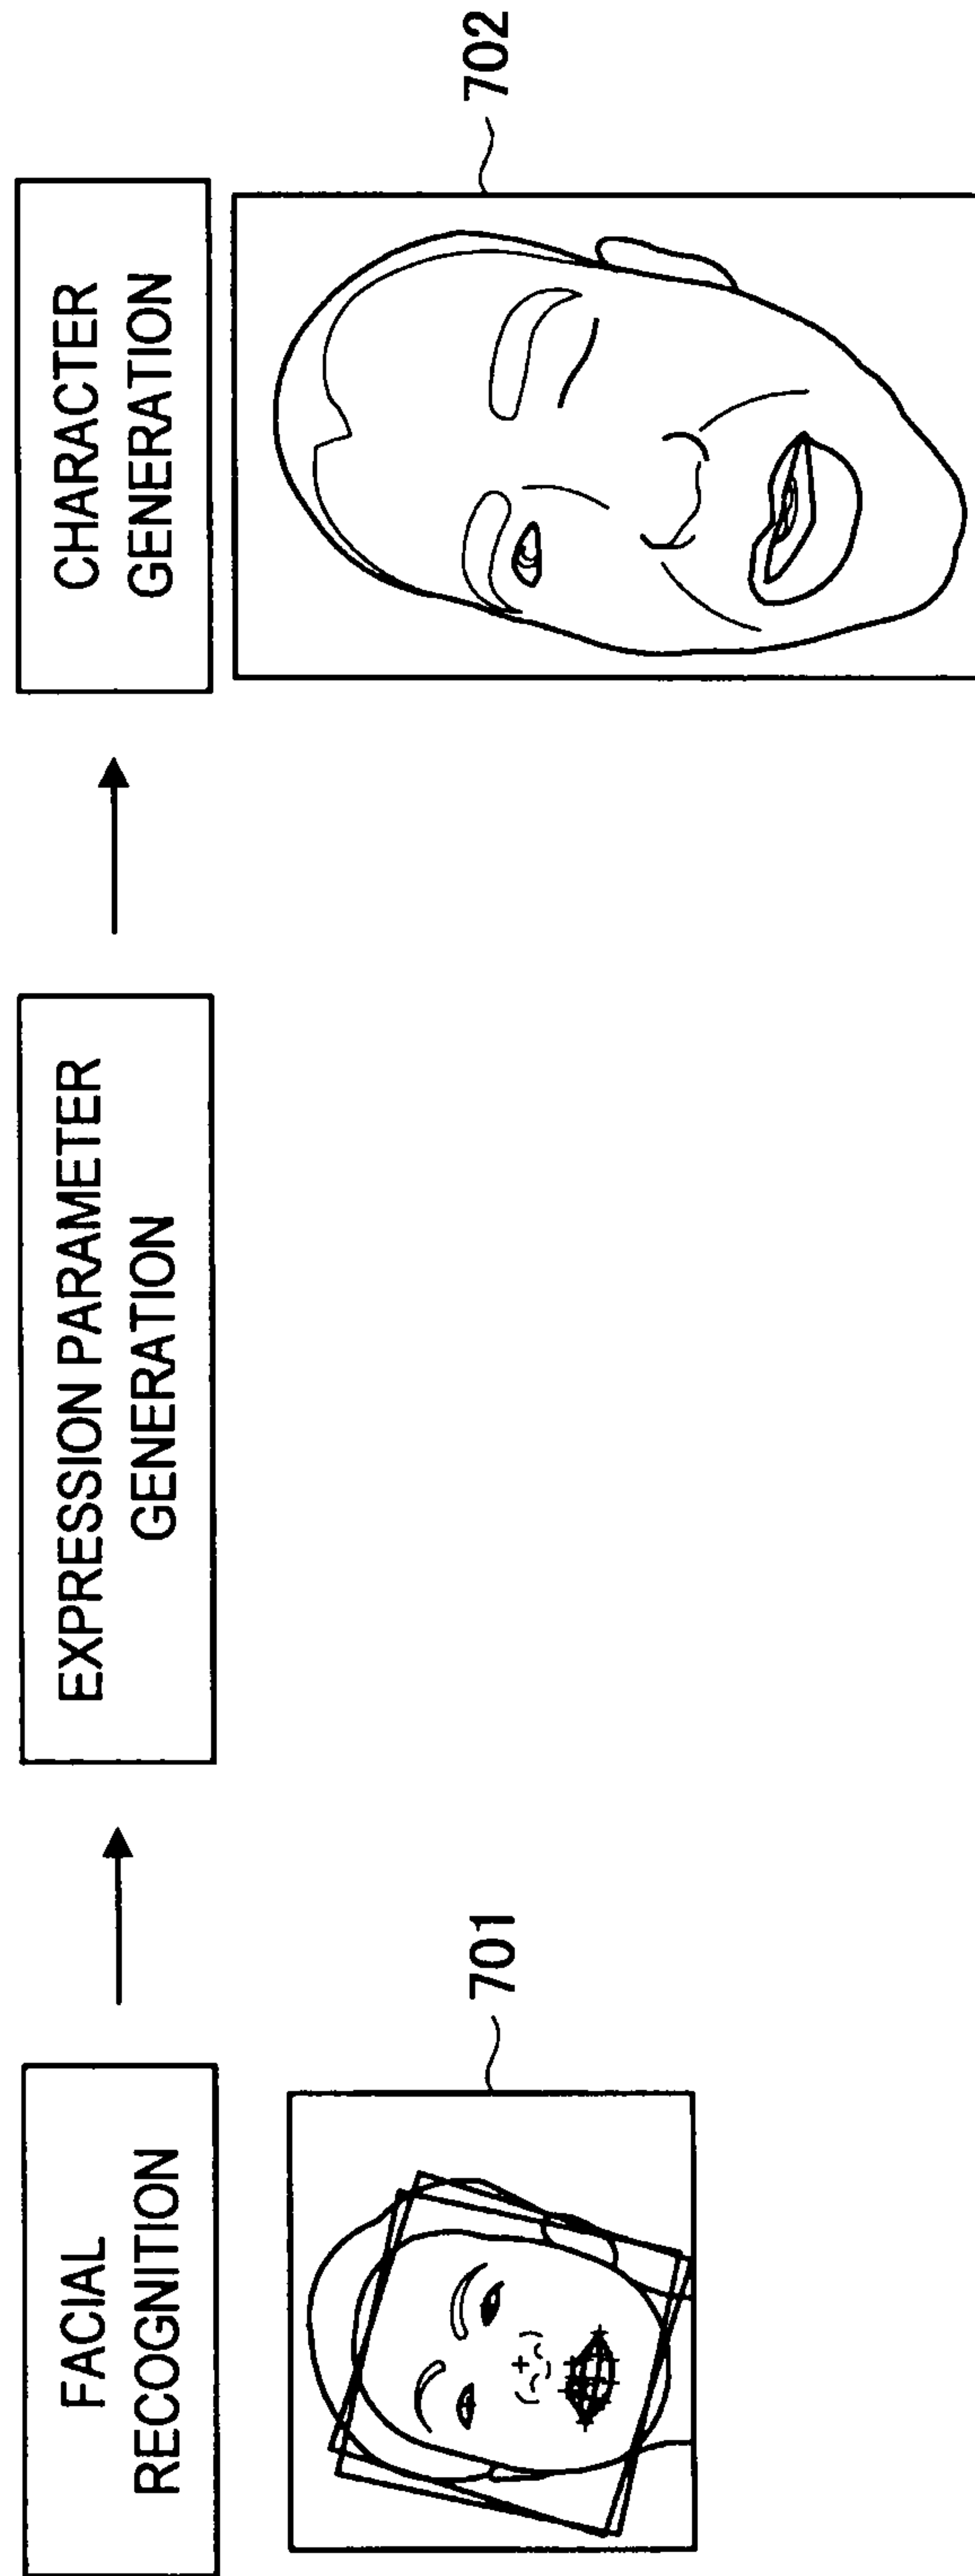 FACIAL
RECOGNITION
EXPRESSION PARAMETER
GENERATION
CHARACTER
GENERATION
701
702